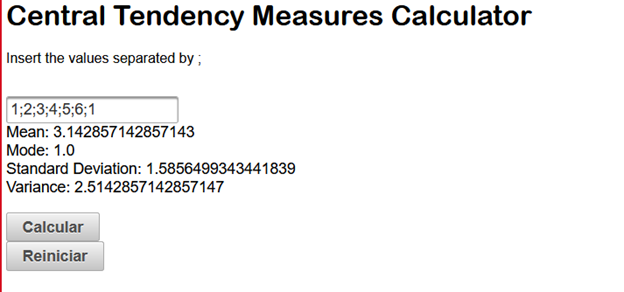 Central Tendency Measures Calculator
Insert the values separated by ;
1;2;3;4;5;6;1
Mean: 3.142857142857143
Mode: 1.0
Standard Deviation: 1.5856499343441839
Variance: 2.5142857142857147
Calcular
Reiniciar